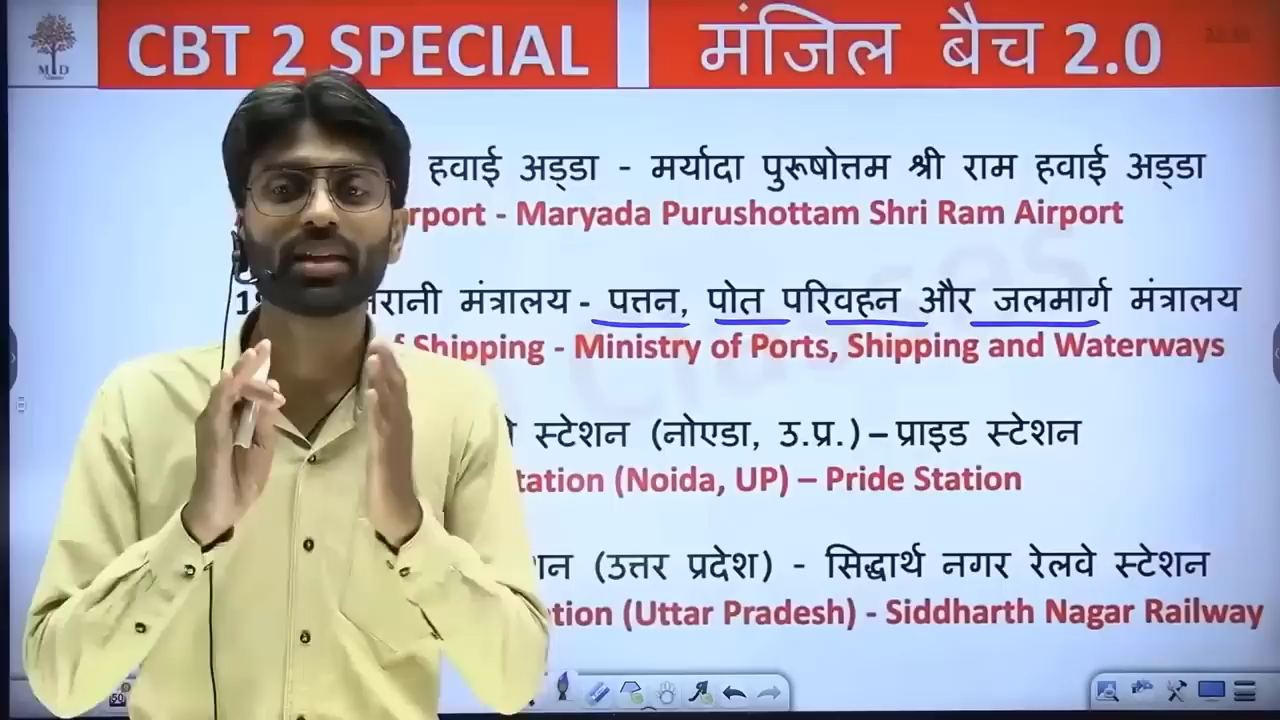 CBT 2 SPECIAL
मंजिल बैच 2.0
हवाई अड्डा - मर्यादा पुरूषोत्तम श्री राम हवाई अड्डा
rport - Maryada Purushottam Shri Ram Airport
मंत्रालय - पत्तन, पोत परिवहन और जलमार्ग मंत्रालय
Shipping - Ministry of Ports, Shipping and Waterways
स्टेशन (नोएडा, उ.प्र.) – प्राइड स्टेशन
tation (Noida, UP) – Pride Station
शन (उत्तर प्रदेश) - सिद्धार्थ नगर रेलवे स्टेशन
tion (Uttar Pradesh) - Siddharth Nagar Railway